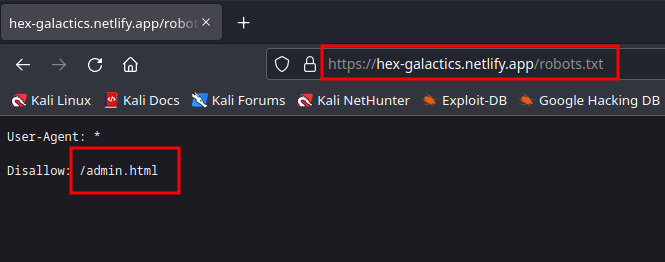 hex-galactics.netlify.app/robot
https://hex-galactics.netlify.app/robots.txt
Kali Linux Kali Docs Kali Forums Kali NetHunter Exploit-DB Google Hacking DB
User-Agent: *
Disallow: /admin.html